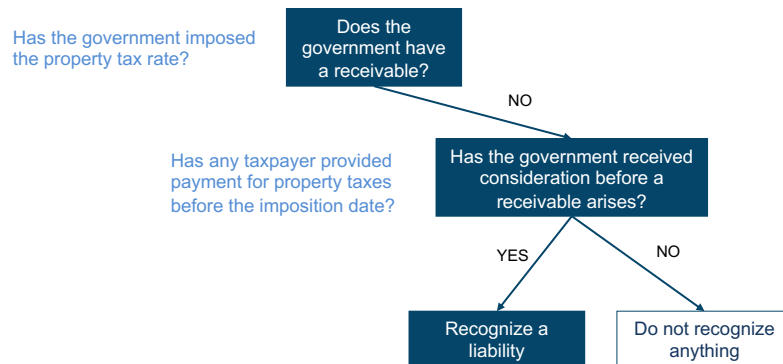 Has the government imposed
the property tax rate?
Does the
government have
a receivable?
NO
Has any taxpayer provided
payment for property taxes
before the imposition date?
Has the government received
consideration before a
receivable arises?
YES
NO
Recognize a
liability
Do not recognize
anything